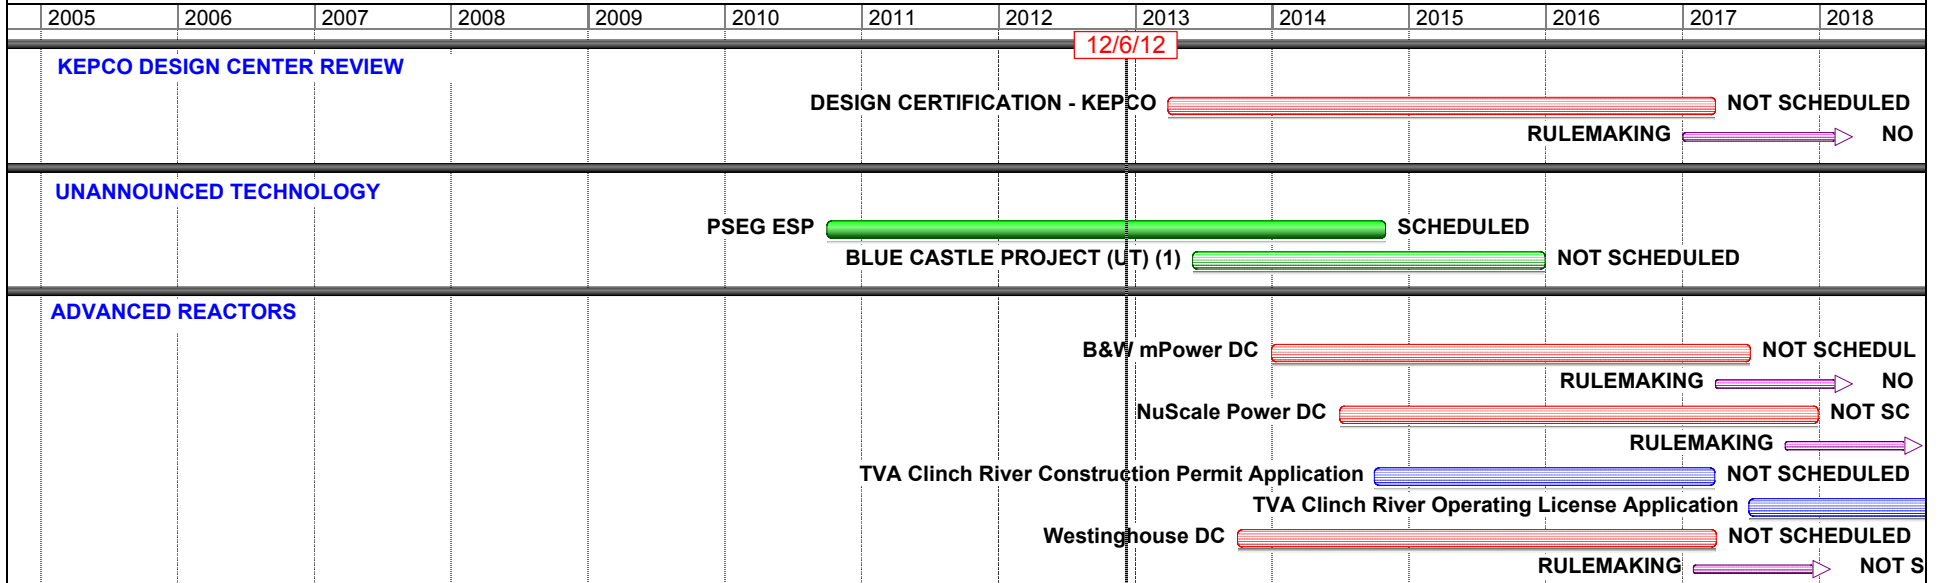 2005 2006 2007 2008 2009 2010 2011 2012 2013 2014 2015 2016 2017 2018
12/6/12
KEPCO DESIGN CENTER REVIEW
DESIGN CERTIFICATION - KEPCO NOT SCHEDULED
RULEMAKING NO
UNANNOUNCED TECHNOLOGY
PSEG ESP SCHEDULED
BLUE CASTLE PROJECT (UT) (1) NOT SCHEDULED
ADVANCED REACTORS
B&W mPower DC NOT SCHEDUL
RULEMAKING NO
NuScale Power DC NOT SC
RULEMAKING
TVA Clinch River Construction Permit Application NOT SCHEDULED
TVA Clinch River Operating License Application
Westinghouse DC NOT SCHEDULED
RULEMAKING NOT S